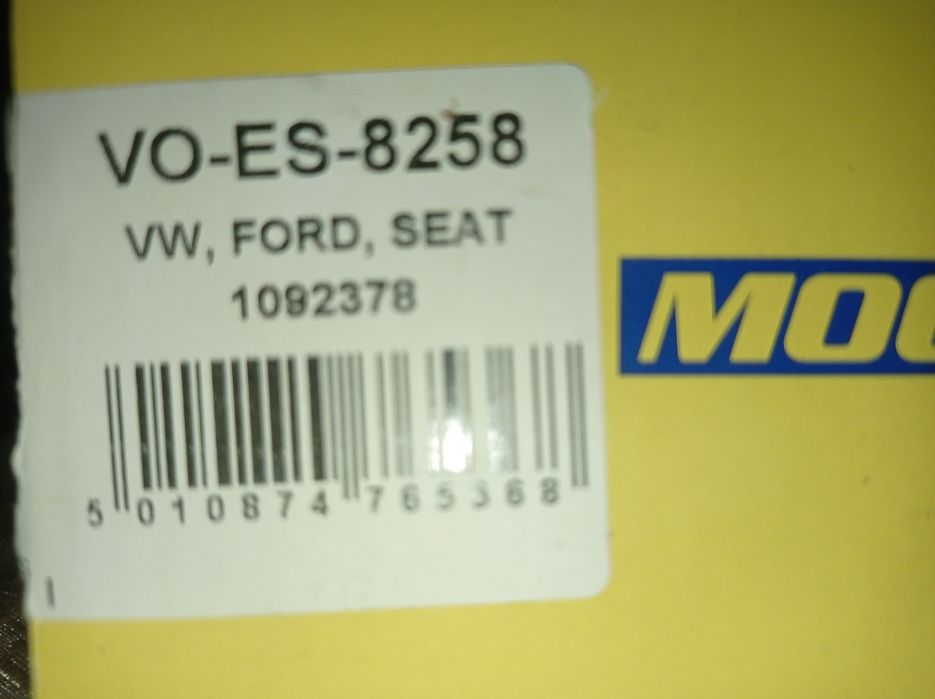 VO-ES-8258
VW, FORD, SEAT
1092378
MOO
5 010874 765368
I